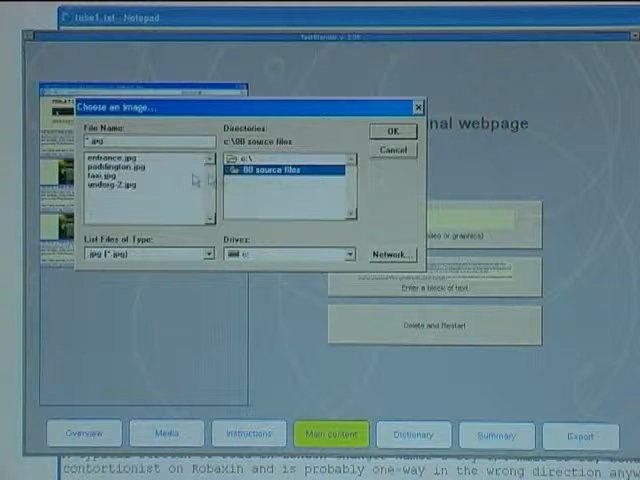 tube1.txt - Notepad
Choose an Image...
File Name:
*.jpg
entrance.jpg
paddington.jpg
taxi.jpg
underg-2.jpg
List Files of Type:
.jpg (*.jpg)
Directories:
c:\00 source files
c:\
00 source files
Drives:
c:
OK
Cancel
Network...
nal webpage
or graphics)
Enter a block of text
Delete and Restart
Overview
Media
Instructions
Main content
Dictionary
Summary
Export
contortionist on Robaxin and is probably one-way in the wrong direction anyw